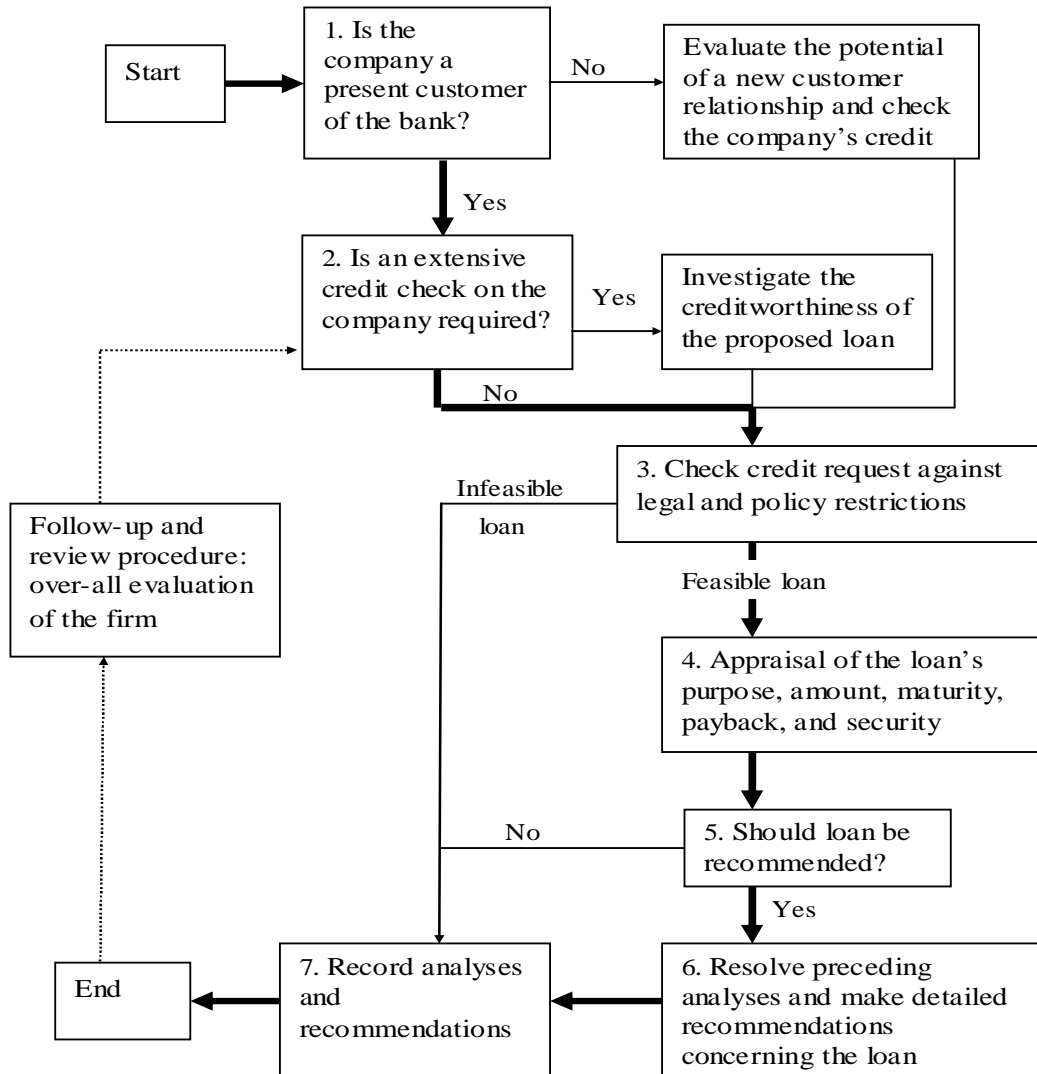 Start
1. Is the
company a
present customer
of the bank?
No
Evaluate the potential
of a new customer
relationship and check
the company's credit
Yes
2. Is an extensive
credit check on the
company required?
Yes
Investigate the
creditworthiness of
the proposed loan
No
3. Check credit request against
legal and policy restrictions
Infeasible
loan
Follow-up and
review procedure:
over-all evaluation
of the firm
Feasible loan
4. Appraisal of the loan's
purpose, amount, maturity,
payback, and security
No
5. Should loan be
recommended?
Yes
End
7. Record analyses
and
recommendations
6. Resolve preceding
analyses and make detailed
recommendations
concerning the loan